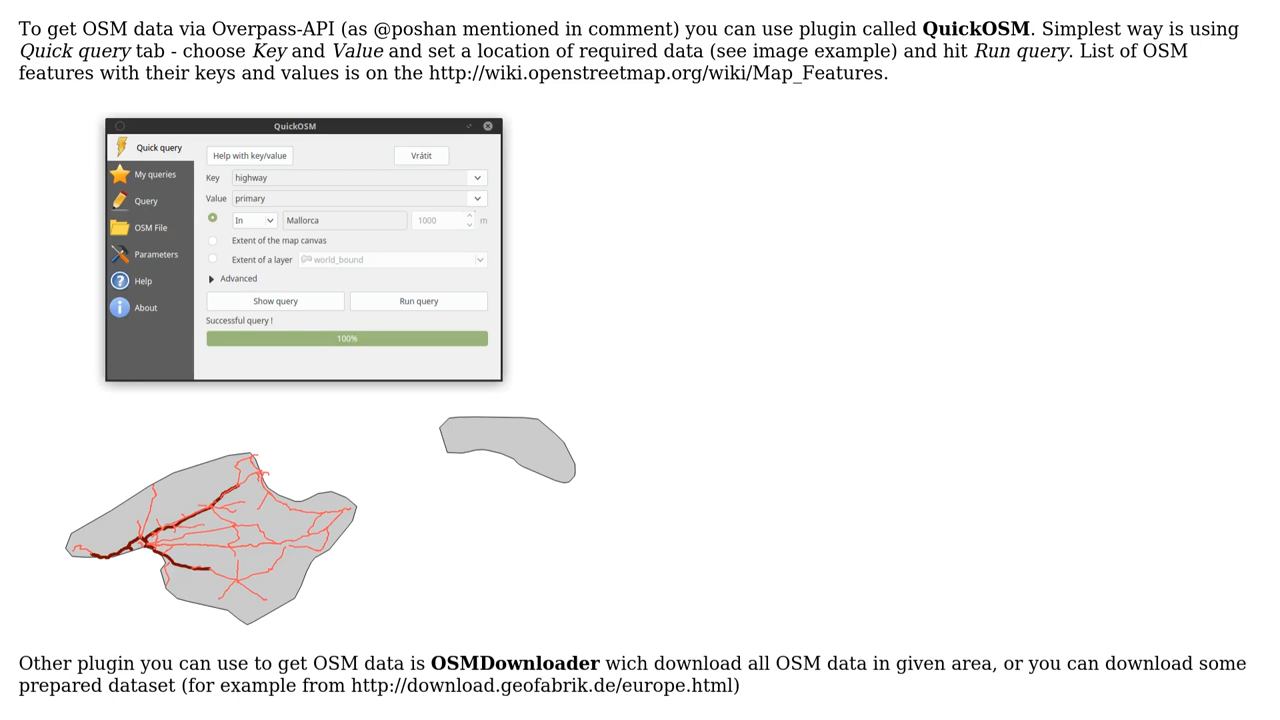 To get OSM data via Overpass-API (as @poshan mentioned in comment) you can use plugin called QuickOSM. Simplest way is using
Quick query tab - choose Key and Value and set a location of required data (see image example) and hit Run query. List of OSM
features with their keys and values is on the http://wiki.openstreetmap.org/wiki/Map_Features.
QuickOSM
Quick query
My queries
Query
OSM File
Parameters
Help
About
Help with key/value Vrátit
Key highway
Value primary
In Mallorca 1000 m
Extent of the map canvas
Extent of a layer world_bound
Advanced
Show query Run query
Successful query !
100%
Other plugin you can use to get OSM data is OSMDownloader wich download all OSM data in given area, or you can download some
prepared dataset (for example from http://download.geofabrik.de/europe.html)